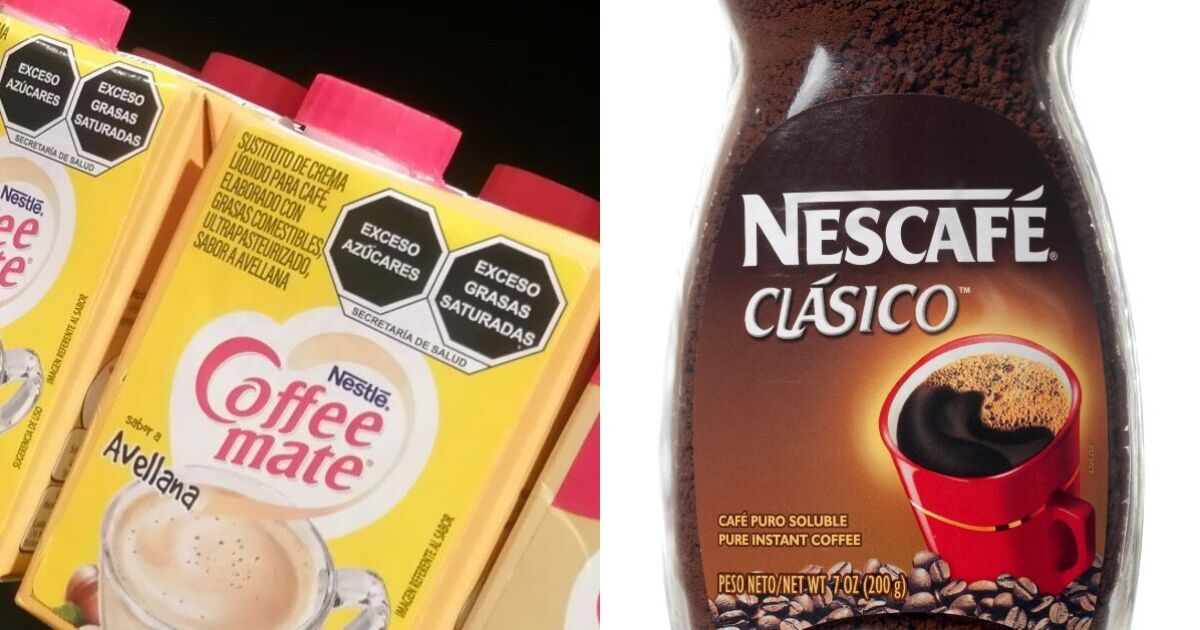 EXCESO
AZÚCARES
EXCESO
GRASAS
SATURADAS
SECRETARÍA DE SALUD
Nestlé
IMAGEN REFERENTE AL SABOR
SUGERENCIA DE USO
SUSTITUTO DE CREMA
LÍQUIDO PARA CAFÉ,
ELABORADO CON
GRASAS COMESTIBLES,
ULTRAPASTEURIZADO,
SABOR A AVELLANA
EXCESO
AZÚCARES
EXCESO
GRASAS
SATURADAS
SECRETARÍA DE SALUD
Nestlé
Coffee
mate®
sabor a
Avellana
IMAGEN REFERENTE AL SABOR
NESCAFÉ®
CLÁSICO™
CAFÉ PURO SOLUBLE
PURE INSTANT COFFEE
PESO NETO/NET WT 7 OZ (200 g)